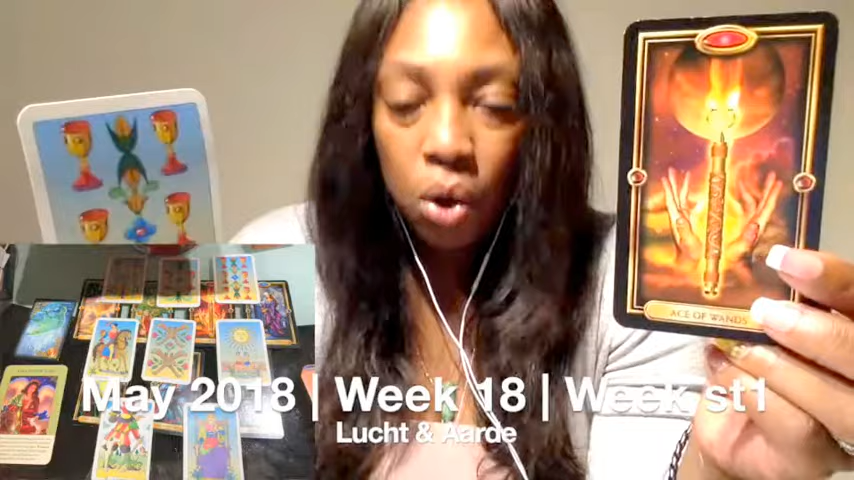 ACE OF WANDS
May 2018 | Week 18 | Week st1
Lucht & Aarde